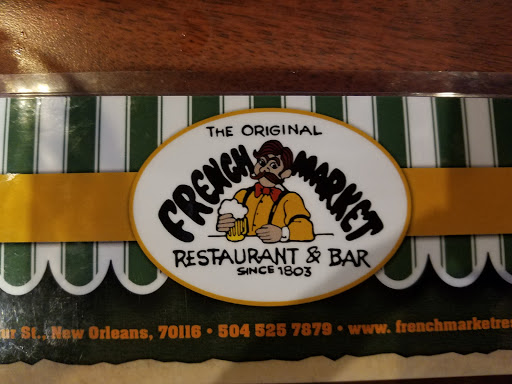 THE ORIGINAL
FRENCH MARKET
RESTAURANT & BAR
SINCE 1803
St., New Orleans, 70116 • 504 525 7879 • www.